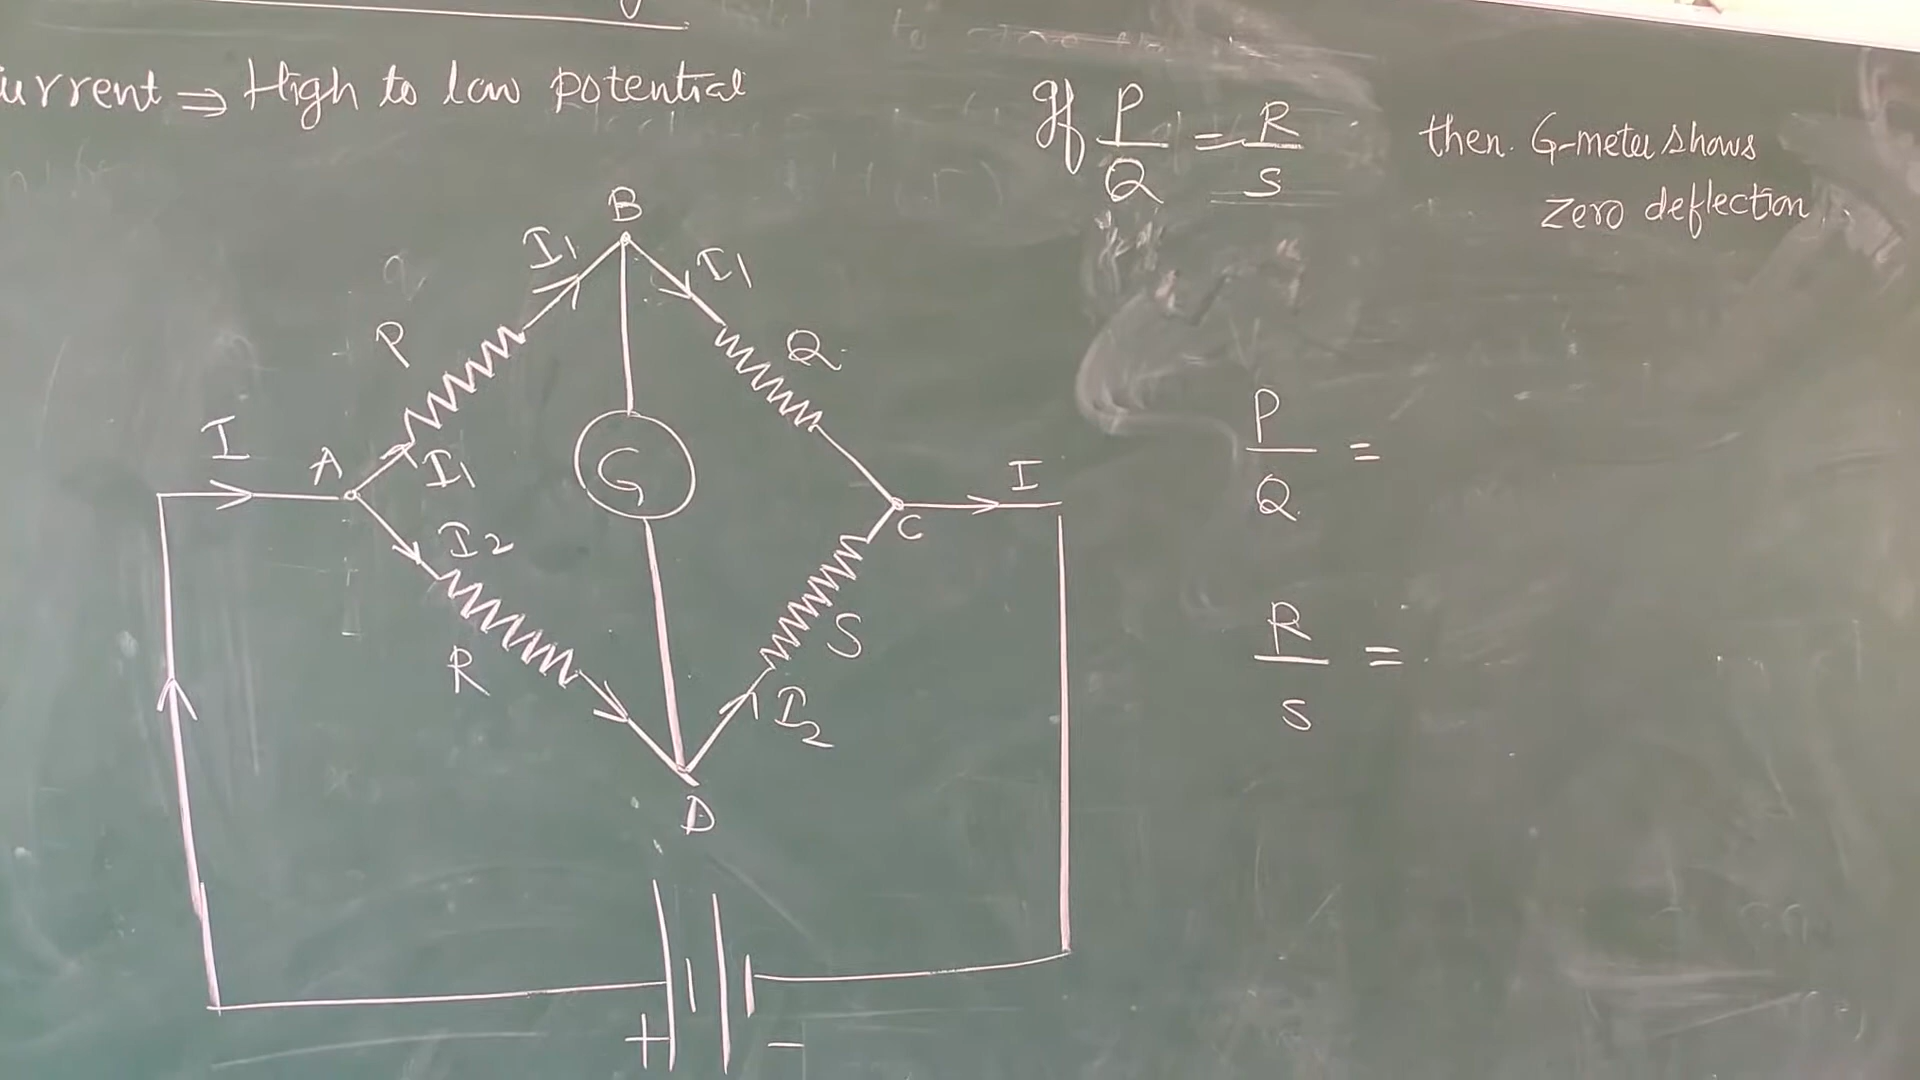 urrent ⇒ High to low potential
If P/Q = R/S then. G-meter shows
Zero deflection
B
I1 I1
P Q
I A I1 G I C
I2
R S
I2
D
P/Q =
R/S =
+ -